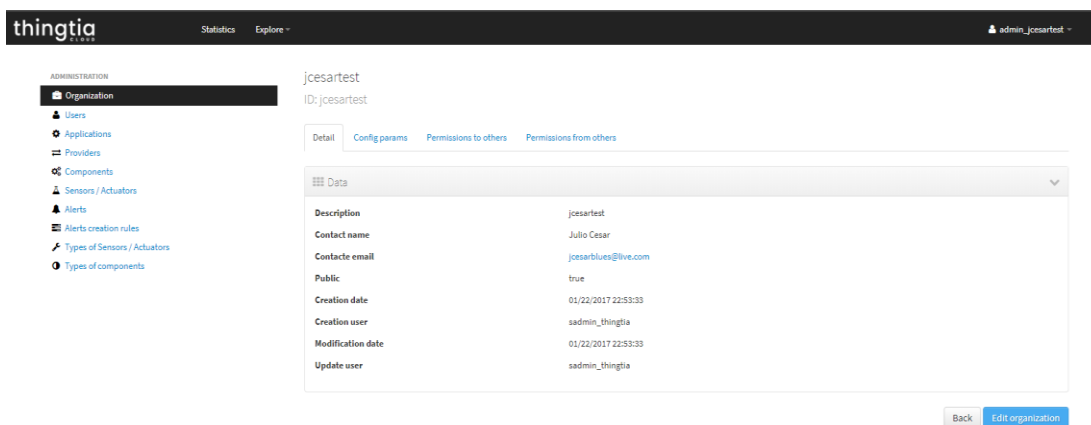 thingtia
CLOUD
Statistics Explore
admin_jcesartest
ADMINISTRATION
Organization
Users
Applications
Providers
Components
Sensors / Actuators
Alerts
Alerts creation rules
Types of Sensors / Actuators
Types of components
jcesartest
ID: jcesartest
Detail Config params Permissions to others Permissions from others
Data
Description jcesartest
Contact name Julio Cesar
Contacte email jcesarblues@live.com
Public true
Creation date 01/22/2017 22:53:33
Creation user sadmin_thingtia
Modification date 01/22/2017 22:53:33
Update user sadmin_thingtia
Back Edit organization